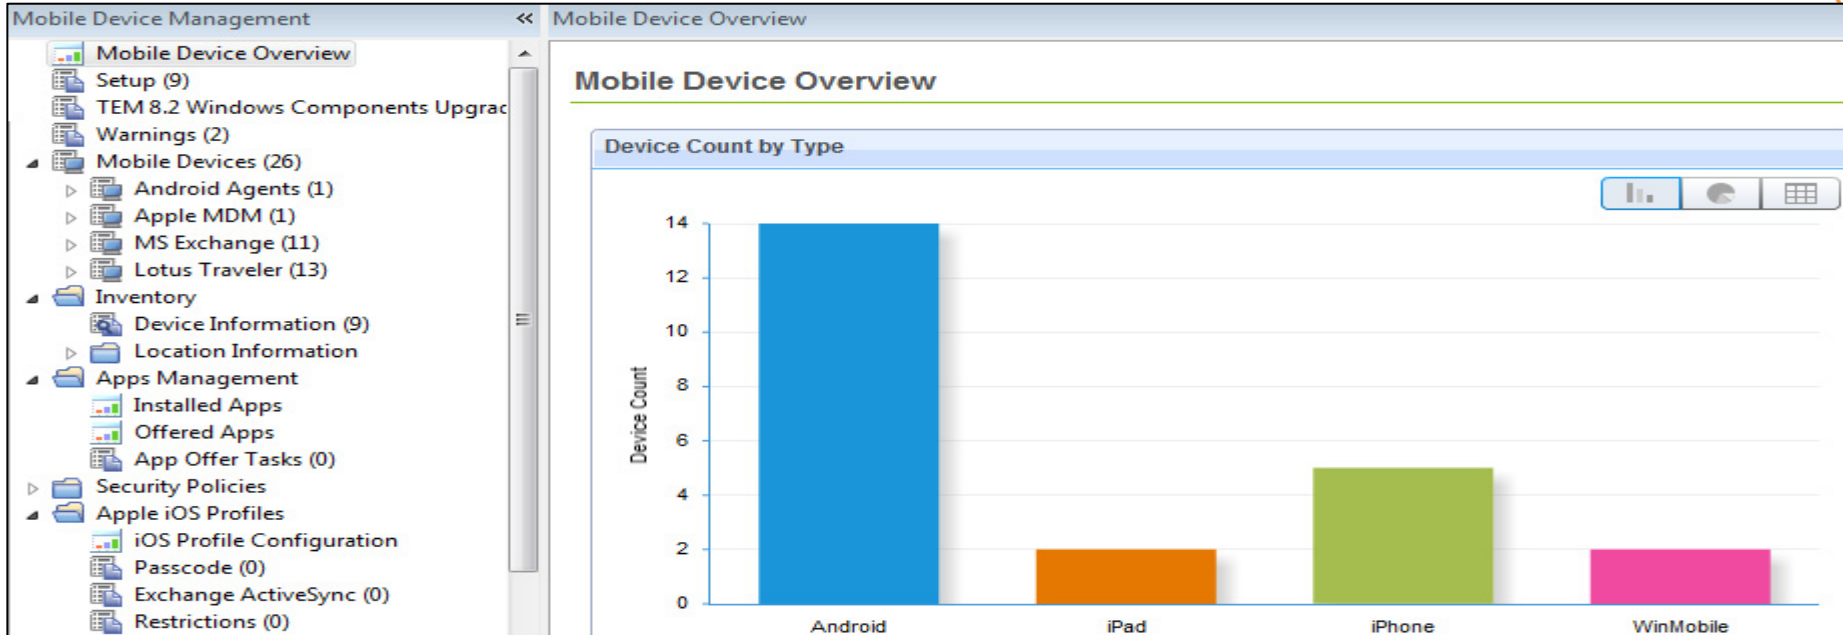 Mobile Device Management
Mobile Device Overview
Setup (9)
TEM 8.2 Windows Components Upgrac
Warnings (2)
Mobile Devices (26)
Android Agents (1)
Apple MDM (1)
MS Exchange (11)
Lotus Traveler (13)
Inventory
Device Information (9)
Location Information
Apps Management
Installed Apps
Offered Apps
App Offer Tasks (0)
Security Policies
Apple iOS Profiles
iOS Profile Configuration
Passcode (0)
Exchange ActiveSync (0)
Restrictions (0)
Mobile Device Overview
Mobile Device Overview
Device Count by Type
Device Count
14
12
10
8
6
4
2
0
Android iPad iPhone WinMobile